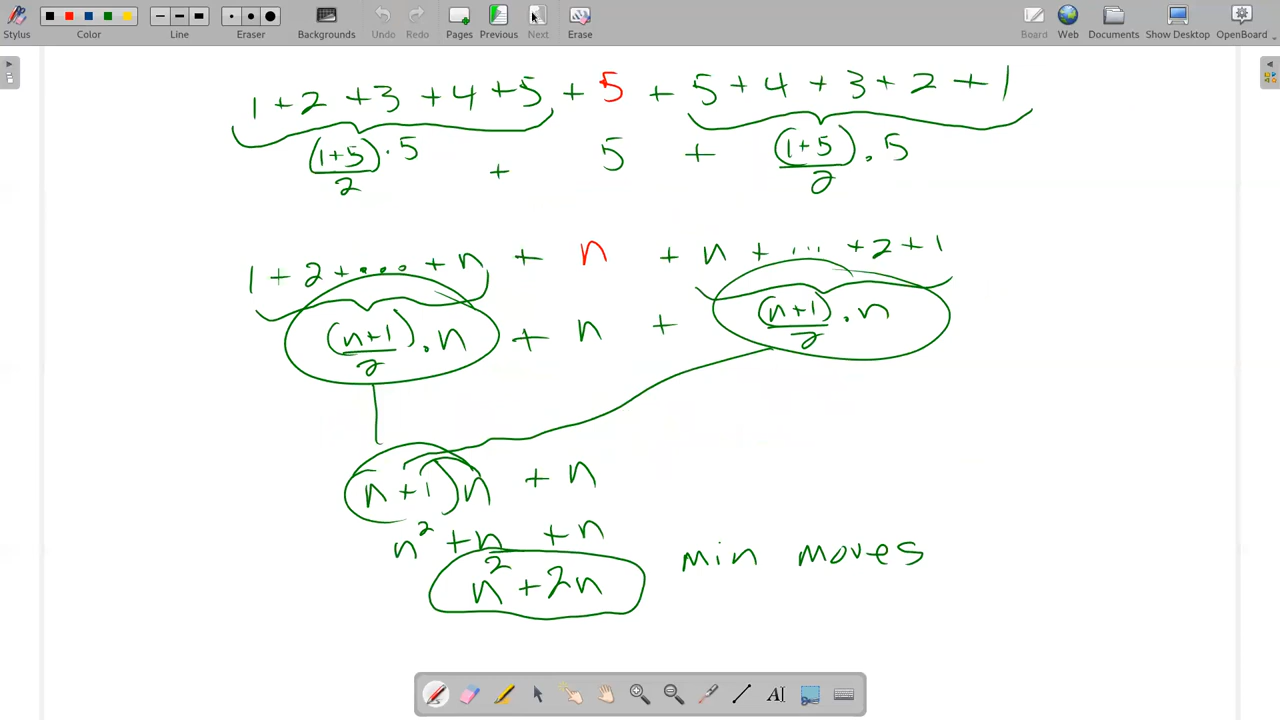 Stylus Color Line Eraser Backgrounds Undo Redo Pages Previous Next Erase Board Web Documents Show Desktop OpenBoard
1 + 2 + 3 + 4 + 5 + 5 + 5 + 4 + 3 + 2 + 1
(1+5)/2 · 5 + 5 + (1+5)/2 · 5
1 + 2 + ... + n + n + n + ... + 2 + 1
(n+1)/2 · n + n + (n+1)/2 · n
(n+1)n + n
n² + n + n
n² + 2n min moves
AI